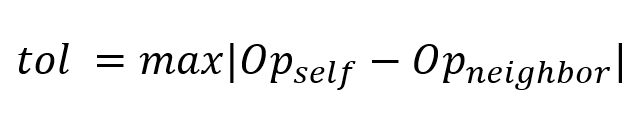 tol = max|Op_self − Op_neighbor|